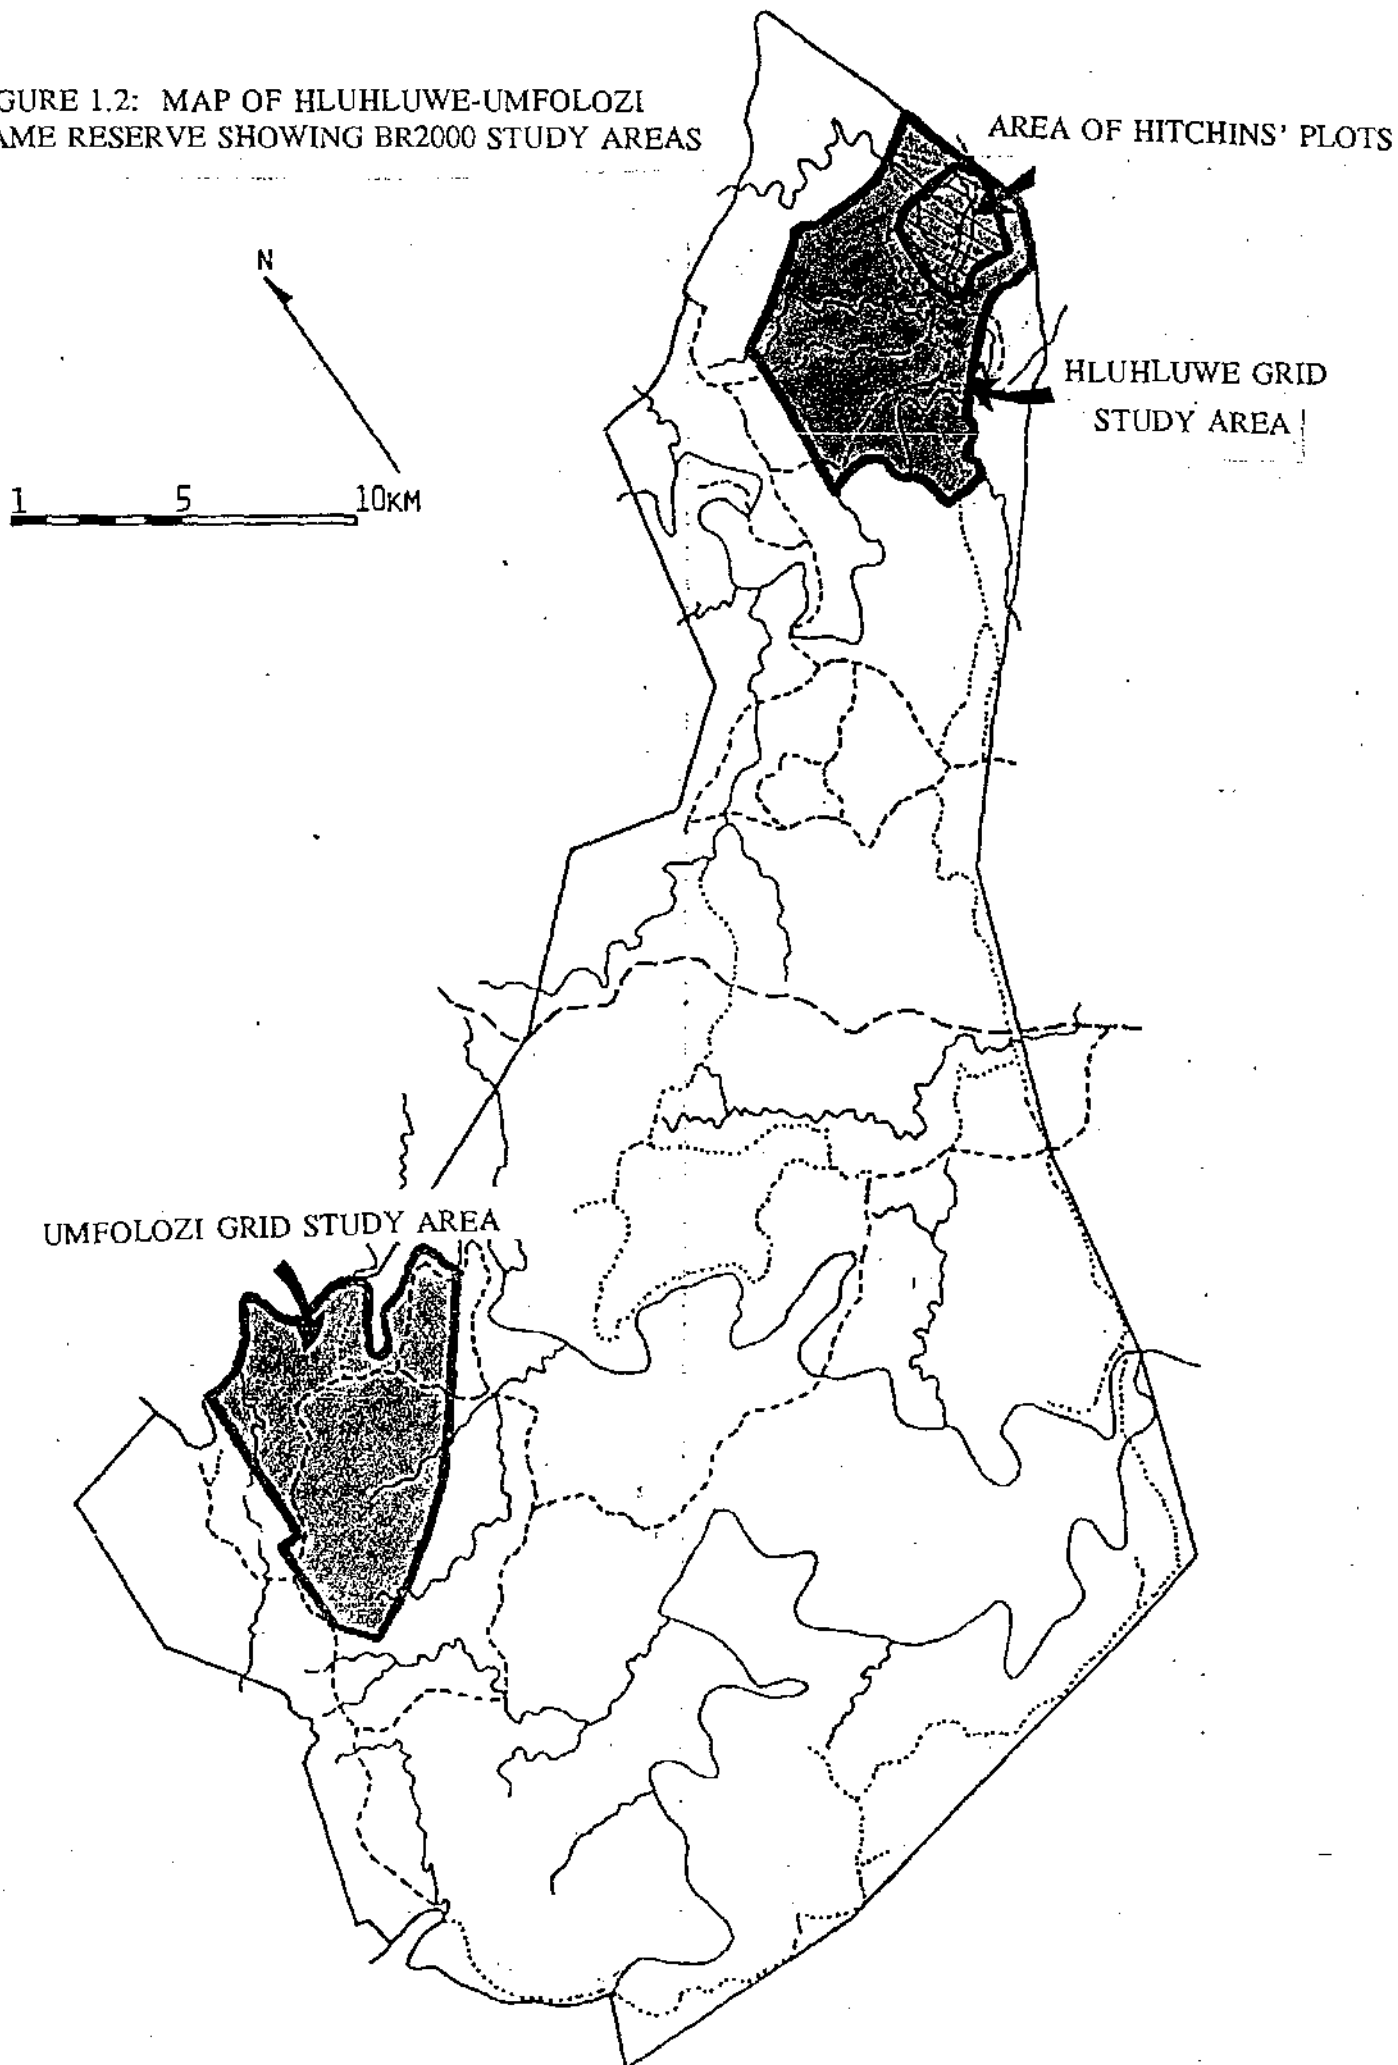 GURE 1.2: MAP OF HLUHLUWE-UMFOLOZI
AME RESERVE SHOWING BR2000 STUDY AREAS
AREA OF HITCHINS' PLOTS
N
HLUHLUWE GRID
STUDY AREA
1 5 10KM
UMFOLOZI GRID STUDY AREA